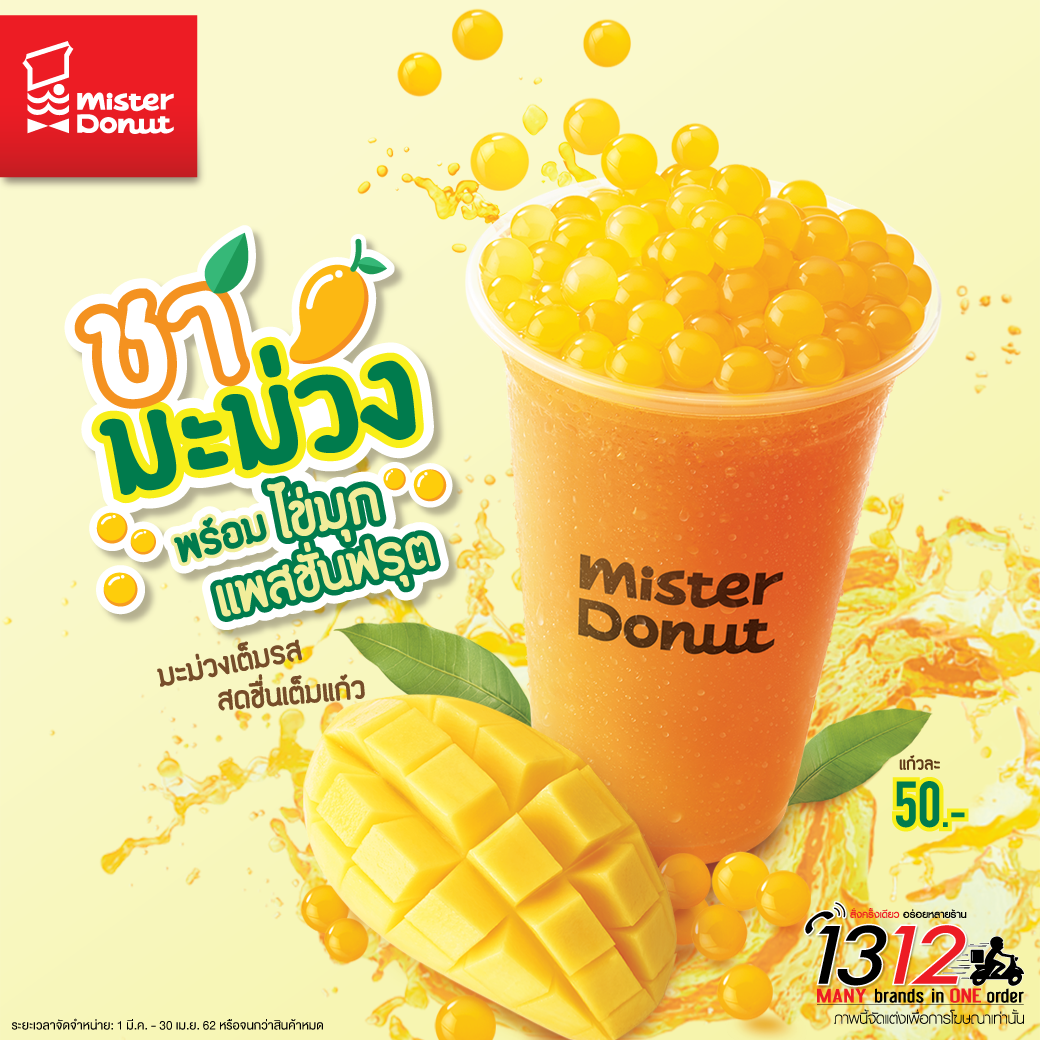 mister
Donut
ชา
มะม่วง
พร้อม ไข่มุก
แพสชั่นฟรุต
มะม่วงเต็มรส
สดชื่นเต็มแก้ว
mister
Donut
แก้วละ
50.-
สั่งครั้งเดียว อร่อยหลายร้าน
1312
MANY brands in ONE order
ภาพนี้จัดแต่งเพื่อการโฆษณาเท่านั้น
ระยะเวลาจัดจำหน่าย: 1 มี.ค. - 30 เม.ย. 62 หรือจนกว่าสินค้าหมด